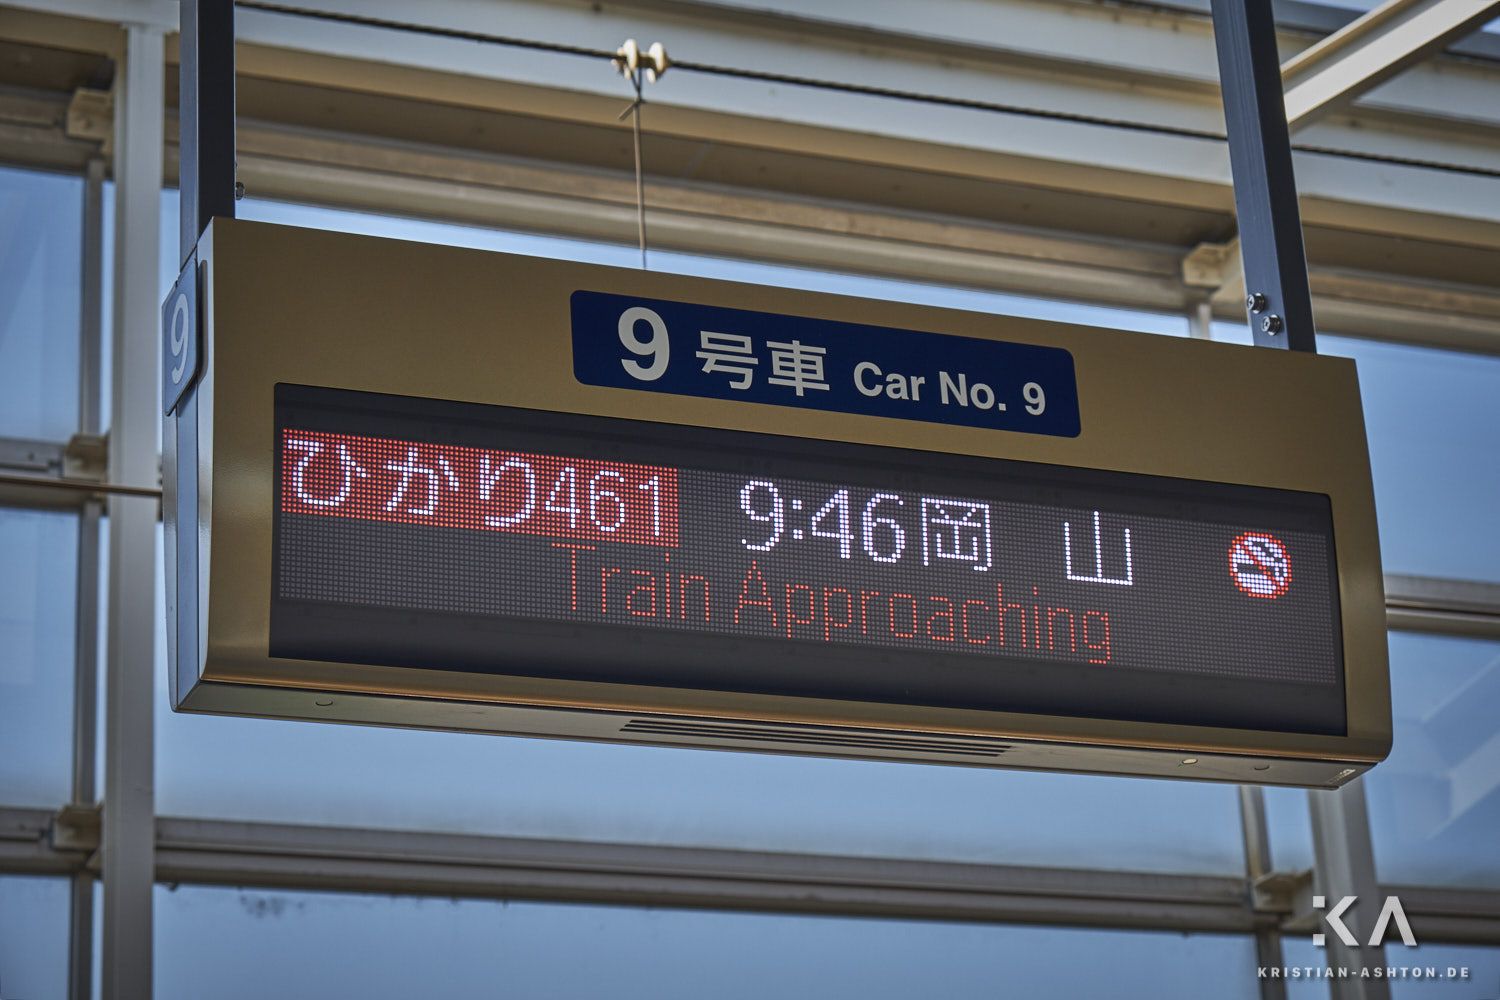 9
9号車 Car No. 9
ひかり461 9:46 岡 山
Train Approaching
KA
KRISTIAN-ASHTON.DE